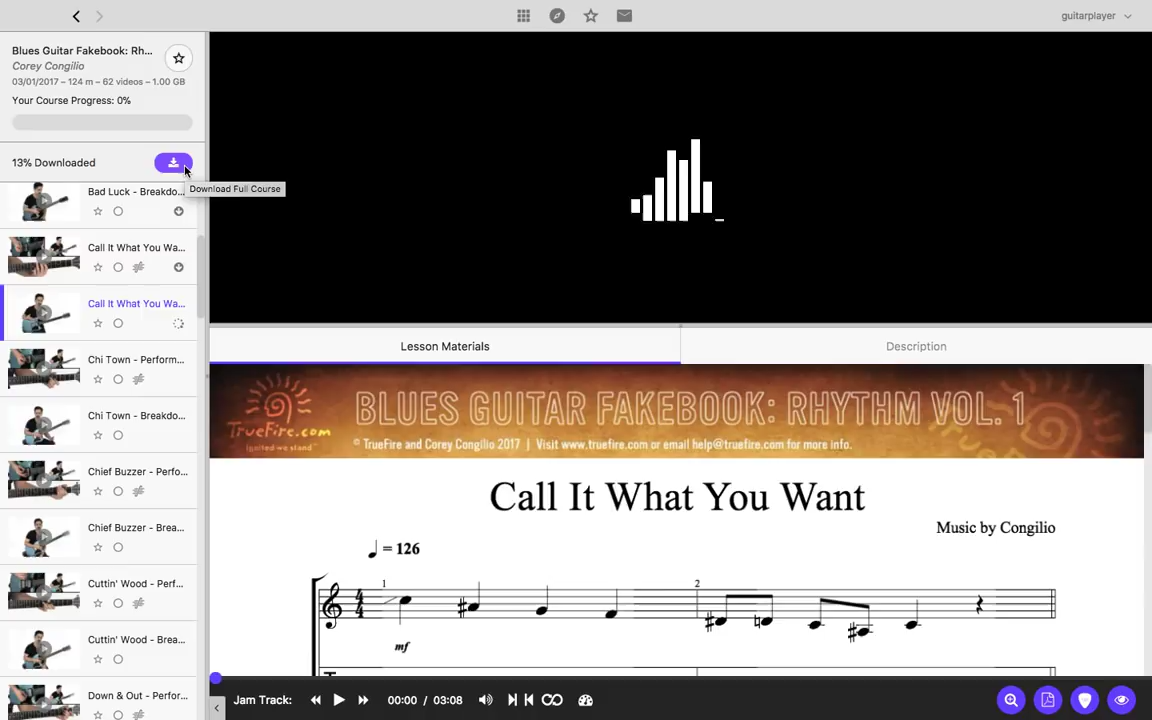 guitarplayer
Blues Guitar Fakebook: Rh...
Corey Congilio
03/01/2017 – 124 m – 62 videos – 1.00 GB
Your Course Progress: 0%
13% Downloaded
Download Full Course
Bad Luck - Breakdo...
Call It What You Wa...
Call It What You Wa...
Chi Town - Perform...
Chi Town - Breakdo...
Chief Buzzer - Perfo...
Chief Buzzer - Brea...
Cuttin' Wood - Perf...
Cuttin' Wood - Brea...
Down & Out - Perfor...
Lesson Materials
Description
BLUES GUITAR FAKEBOOK: RHYTHM VOL. 1
TrueFire.com
ignited we stand
© TrueFire and Corey Congilio 2017 | Visit www.truefire.com or email help@truefire.com for more info.
Call It What You Want
Music by Congilio
= 126
1
2
4
4
mf
T
Jam Track:
00:00 / 03:08